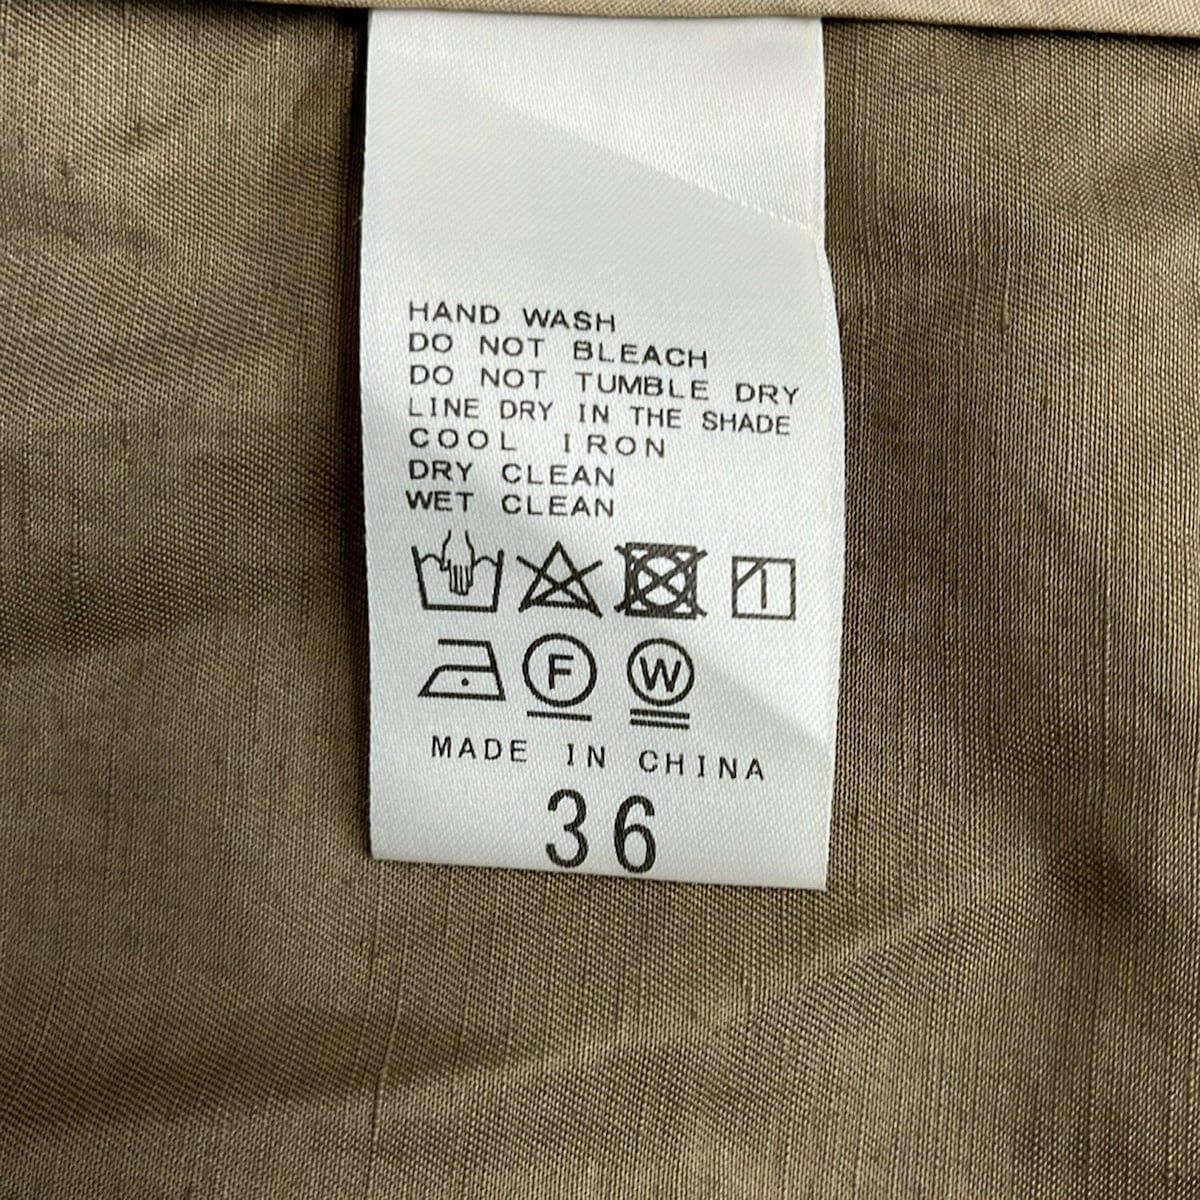 HAND WASH
DO NOT BLEACH
DO NOT TUMBLE DRY
LINE DRY IN THE SHADE
COOL IRON
DRY CLEAN
WET CLEAN
F W
MADE IN CHINA
36